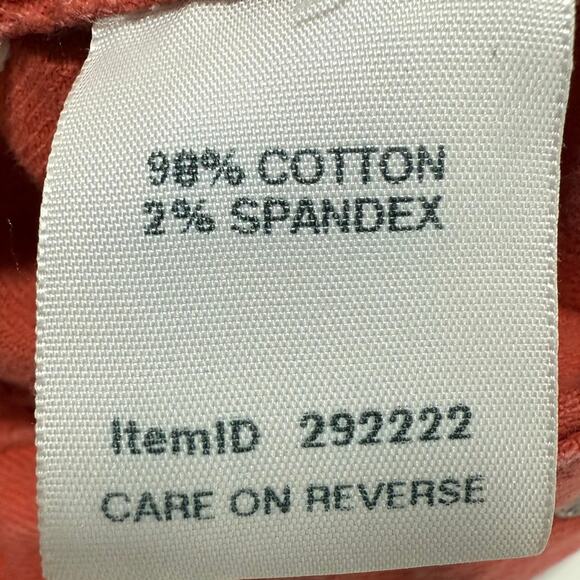 98% COTTON
2% SPANDEX
ItemID 292222
CARE ON REVERSE